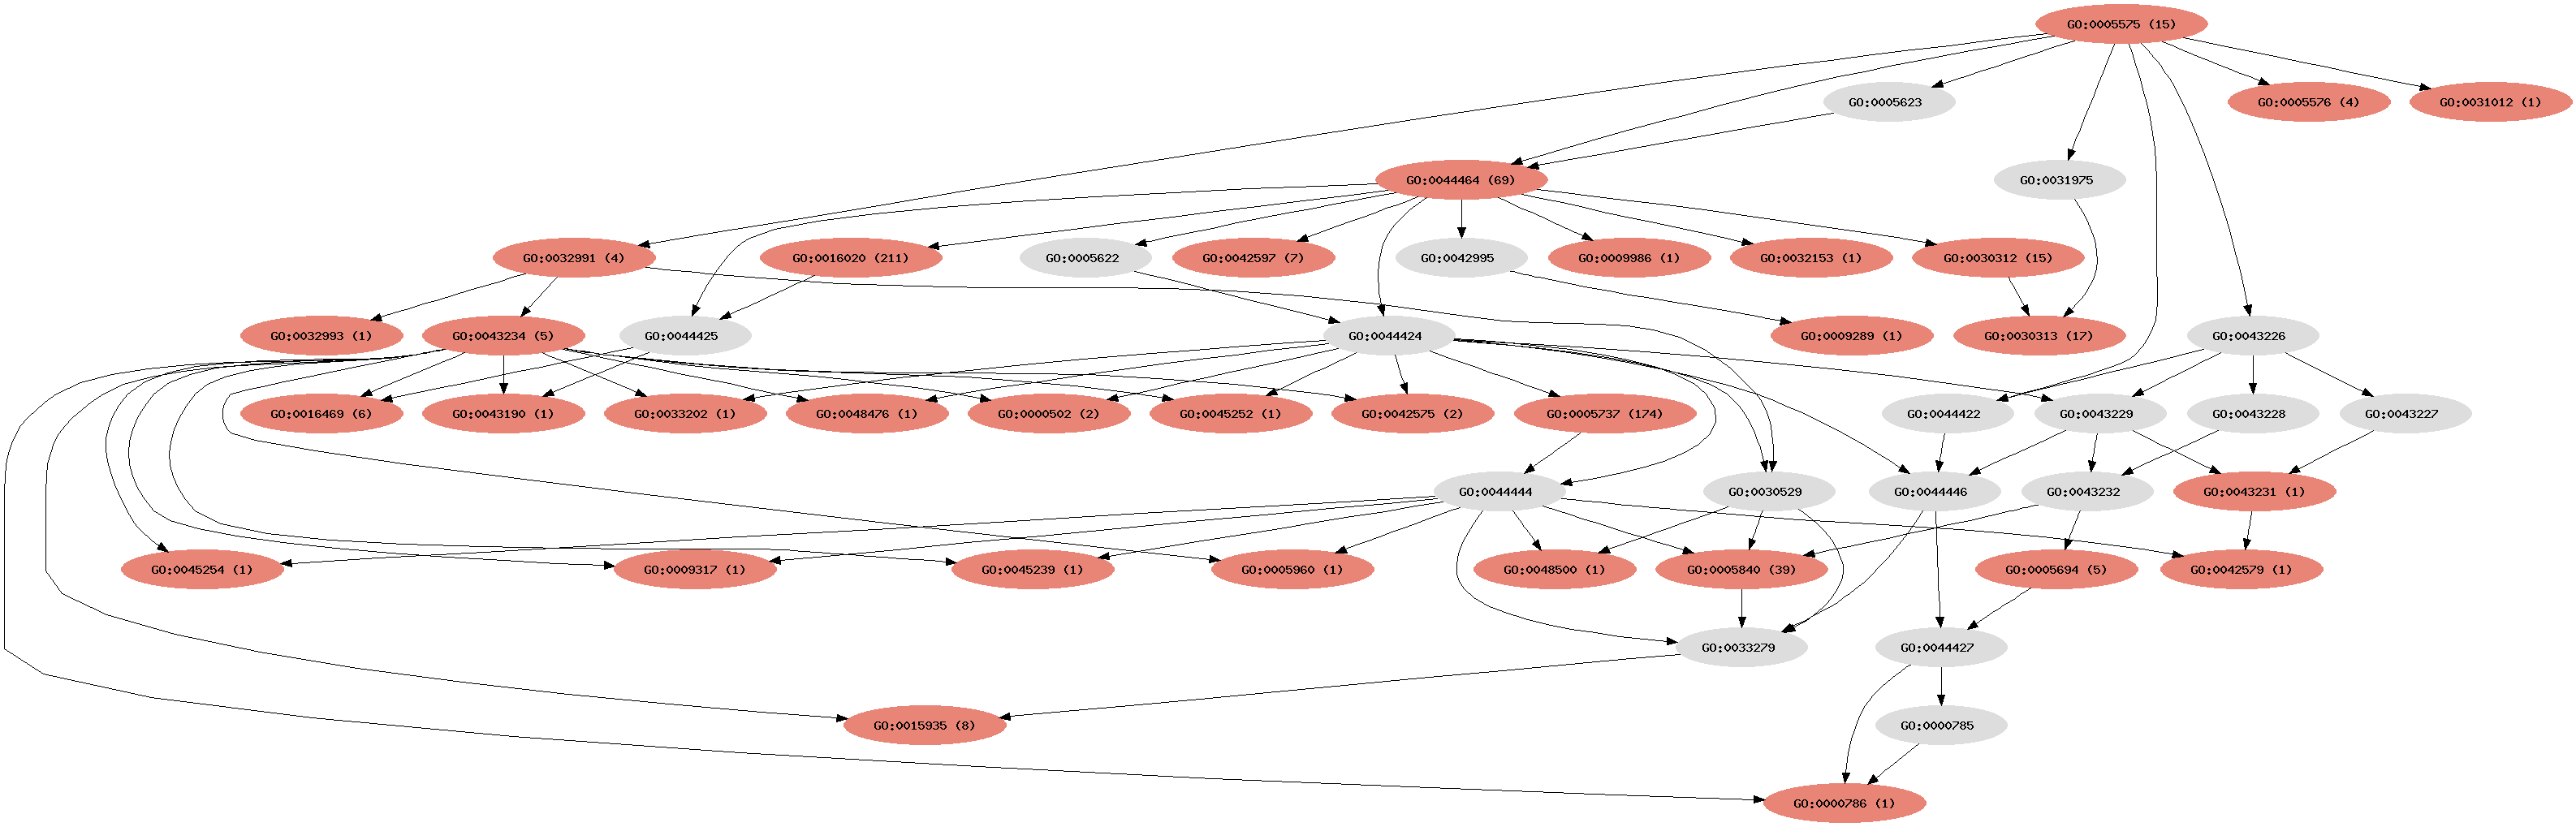 GO:0005575 (15)
GO:0005623
GO:0005576 (4)
GO:0031012 (1)
GO:0044464 (69)
GO:0031975
GO:0032991 (4)
GO:0016020 (211)
GO:0005622
GO:0042597 (7)
GO:0042995
GO:0009986 (1)
GO:0032153 (1)
GO:0030312 (15)
GO:0032993 (1)
GO:0043234 (5)
GO:0044425
GO:0044424
GO:0009289 (1)
GO:0030313 (17)
GO:0043226
GO:0016469 (6)
GO:0043190 (1)
GO:0033202 (1)
GO:0048476 (1)
GO:0000502 (2)
GO:0045252 (1)
GO:0042575 (2)
GO:0005737 (174)
GO:0044422
GO:0043229
GO:0043228
GO:0043227
GO:0044444
GO:0030529
GO:0044446
GO:0043232
GO:0043231 (1)
GO:0045254 (1)
GO:0009317 (1)
GO:0045239 (1)
GO:0005960 (1)
GO:0048500 (1)
GO:0005840 (39)
GO:0005694 (5)
GO:0042579 (1)
GO:0033279
GO:0044427
GO:0015935 (8)
GO:0000785
GO:0000786 (1)